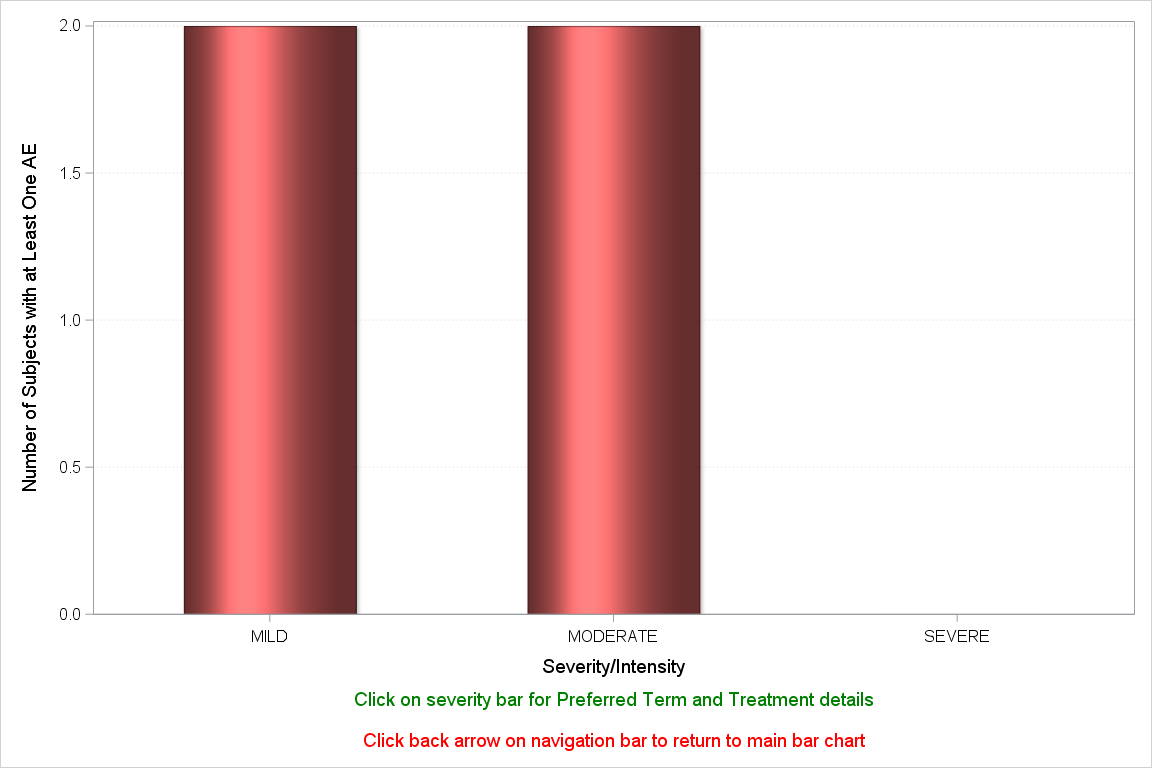 2.0
1.5
1.0
0.5
0.0
Number of Subjects with at Least One AE
MILD MODERATE SEVERE
Severity/Intensity
Click on severity bar for Preferred Term and Treatment details
Click back arrow on navigation bar to return to main bar chart